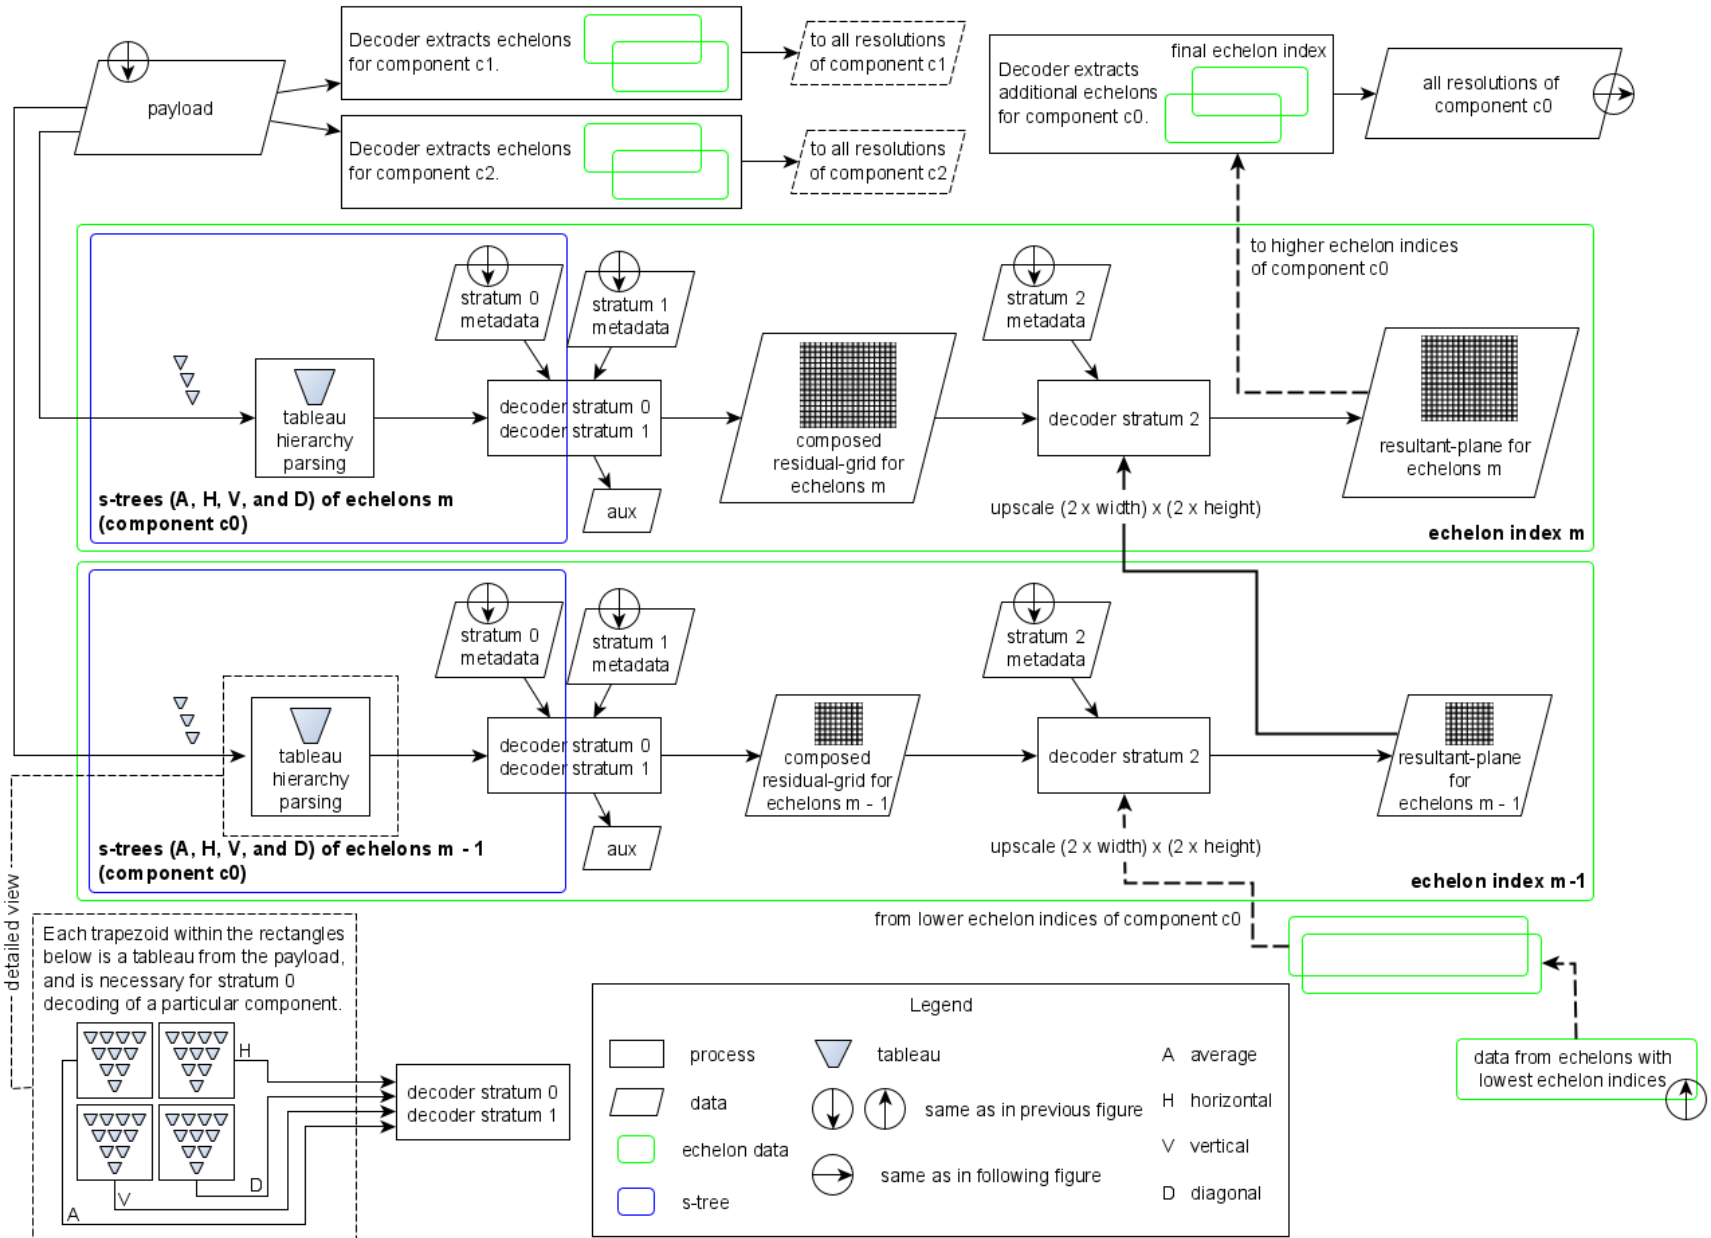 payload
Decoder extracts echelons
for component c1.
to all resolutions
of component c1
Decoder extracts echelons
for component c2.
to all resolutions
of component c2
final echelon index
Decoder extracts
additional echelons
for component c0.
all resolutions of
component c0
to higher echelon indices
of component c0
stratum 0
metadata
stratum 1
metadata
stratum 2
metadata
tableau
hierarchy
parsing
decoder stratum 0
decoder stratum 1
composed
residual-grid for
echelons m
decoder stratum 2
resultant-plane for
echelons m
aux
s-trees (A, H, V, and D) of echelons m
(component c0)
upscale (2 x width) x (2 x height)
echelon index m
stratum 0
metadata
stratum 1
metadata
stratum 2
metadata
tableau
hierarchy
parsing
decoder stratum 0
decoder stratum 1
composed
residual-grid for
echelons m - 1
decoder stratum 2
resultant-plane
for
echelons m - 1
aux
s-trees (A, H, V, and D) of echelons m - 1
(component c0)
upscale (2 x width) x (2 x height)
echelon index m-1
from lower echelon indices of component c0
data from echelons with
lowest echelon indices
detailed view
Each trapezoid within the rectangles
below is a tableau from the payload,
and is necessary for stratum 0
decoding of a particular component.
H
D
V
A
decoder stratum 0
decoder stratum 1
Legend
process
data
echelon data
s-tree
tableau
same as in previous figure
same as in following figure
A average
H horizontal
V vertical
D diagonal